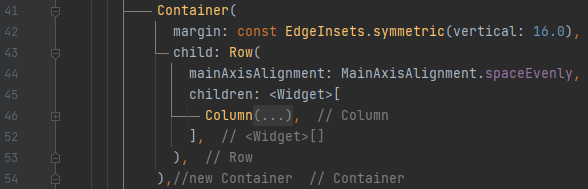 41 Container(
42 margin: const EdgeInsets.symmetric(vertical: 16.0),
43 child: Row(
44 mainAxisAlignment: MainAxisAlignment.spaceEvenly,
45 children: <Widget>[
46 Column(...), // Column
52 ], // <Widget>[]
53 ), // Row
54 ),//new Container // Container